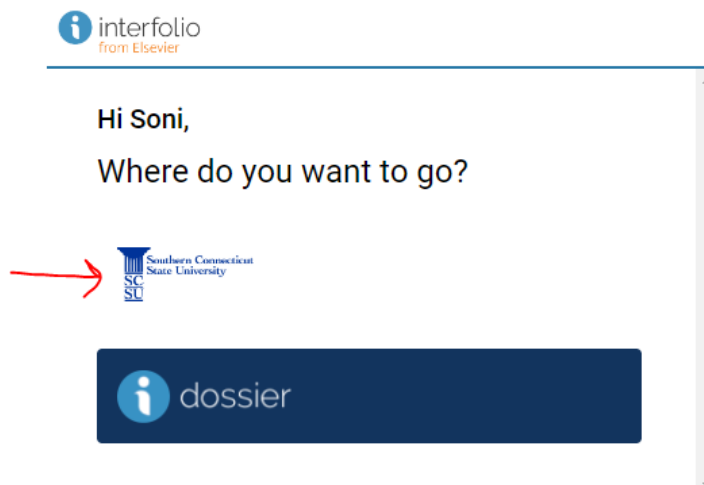 interfolio
from Elsevier
Hi Soni,
Where do you want to go?
Southern Connecticut
State University
SC
SU
dossier